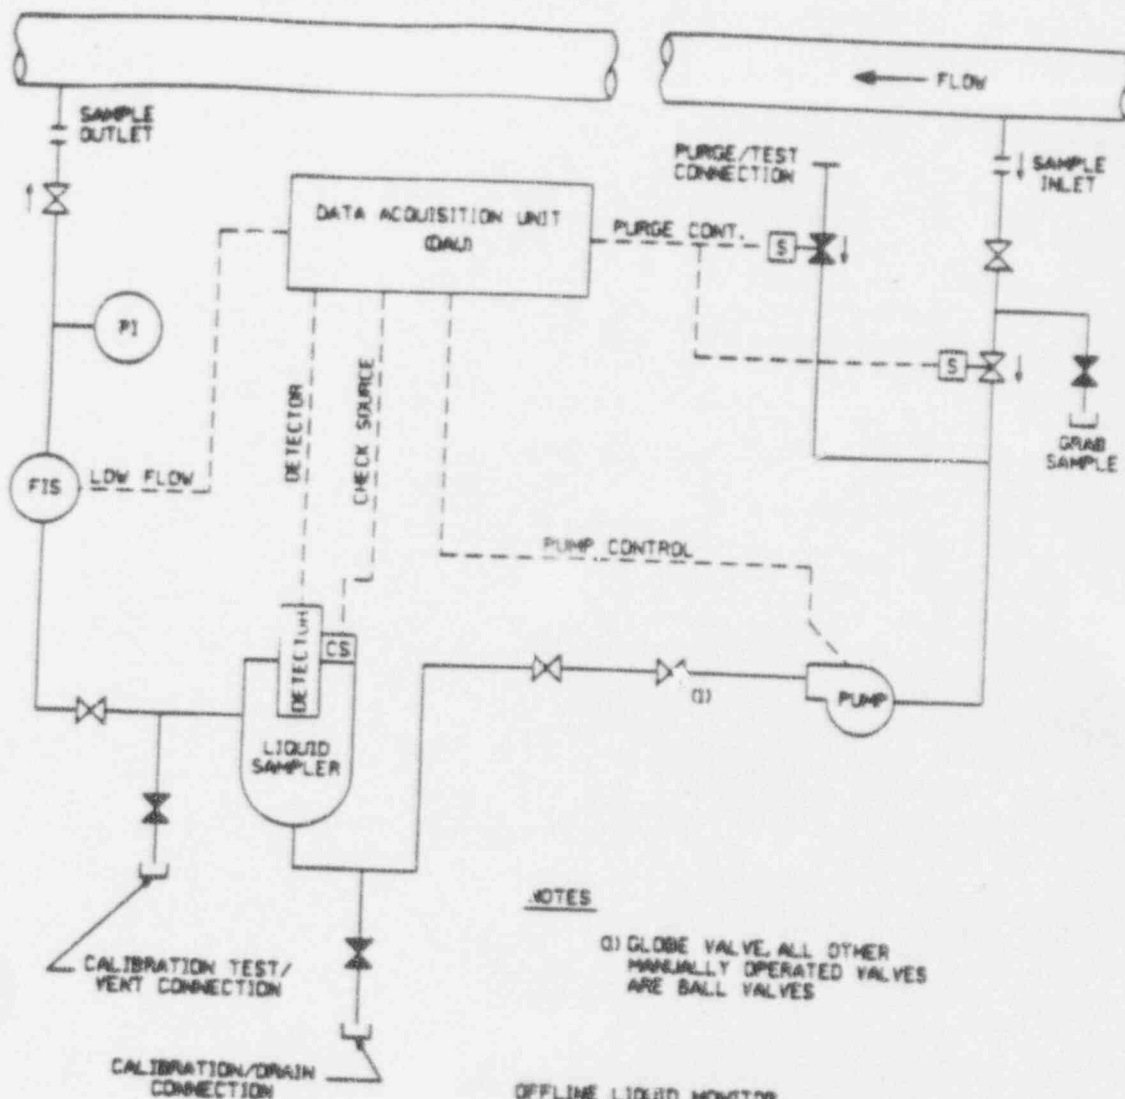 FLOW
SAMPLE
OUTLET
PURGE/TEST
CONNECTION
SAMPLE
INLET
DATA ACQUISITION UNIT
(DAU)
PURGE CONT.
S
PI
S
DETECTOR
CHECK SOURCE
GRAB
SAMPLE
FIS
LOW FLOW
PUMP CONTROL
DETECTOR
CS
PUMP
(1)
LIQUID
SAMPLER
NOTES
(1) GLOBE VALVE, ALL OTHER
MANUALLY OPERATED VALVES
ARE BALL VALVES
CALIBRATION TEST/
VENT CONNECTION
CALIBRATION/DRAIN
CONNECTION
OFFLINE LIQUID MONITOR